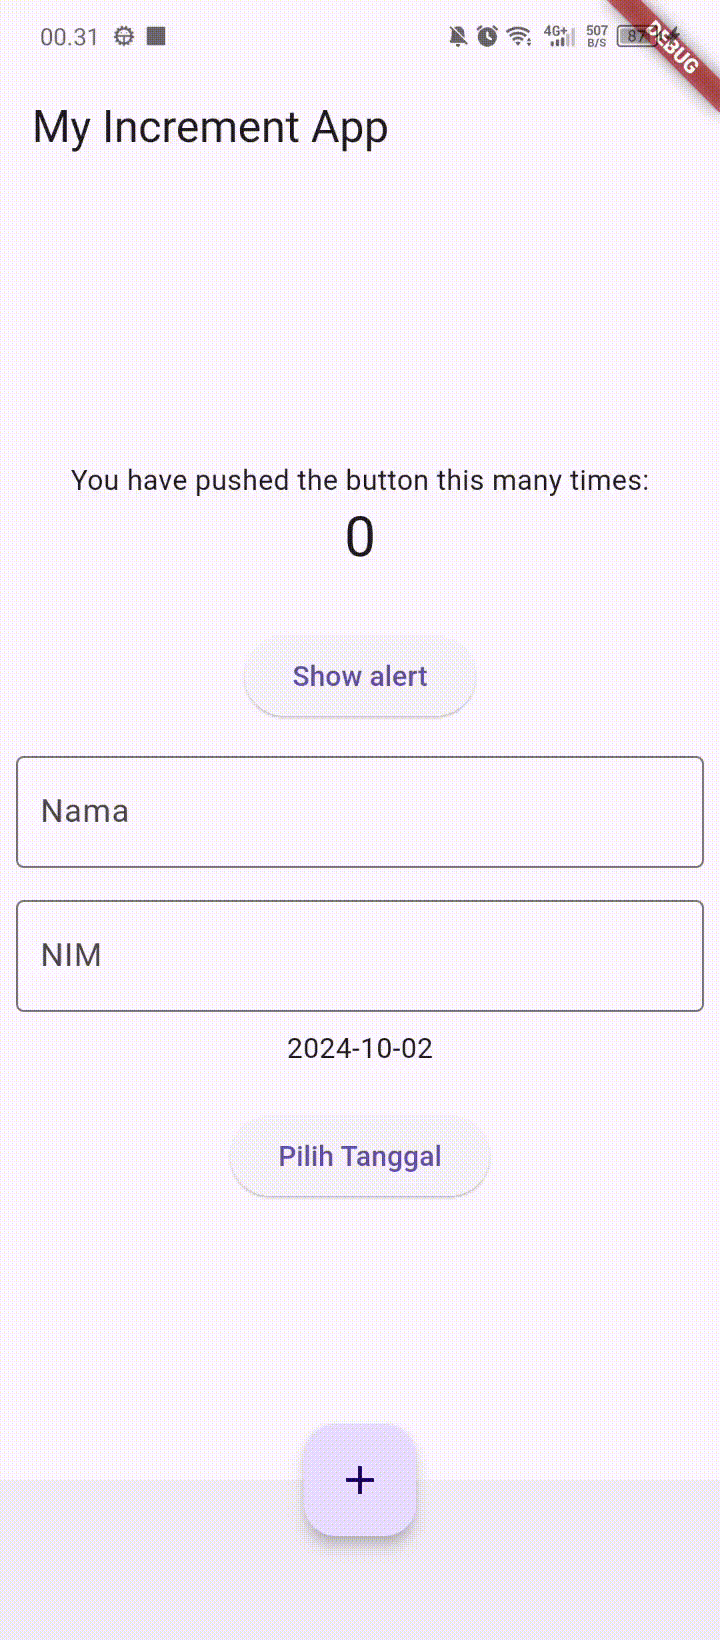 00.31 4G+ 507 B/S 87
DEBUG
My Increment App
You have pushed the button this many times:
0
Show alert
Nama
NIM
2024-10-02
Pilih Tanggal
+